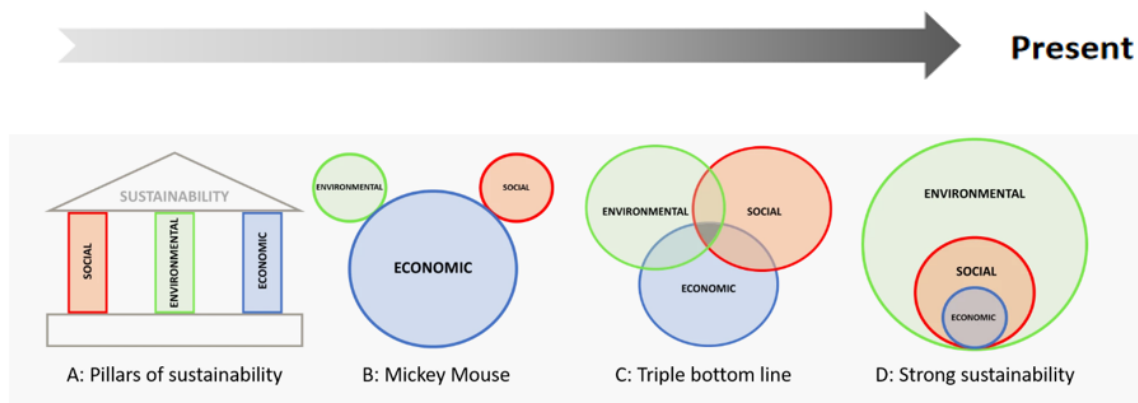 Present
SUSTAINABILITY
SOCIAL
ENVIRONMENTAL
ECONOMIC
A: Pillars of sustainability
ENVIRONMENTAL
SOCIAL
ECONOMIC
B: Mickey Mouse
ENVIRONMENTAL
SOCIAL
ECONOMIC
C: Triple bottom line
ENVIRONMENTAL
SOCIAL
ECONOMIC
D: Strong sustainability